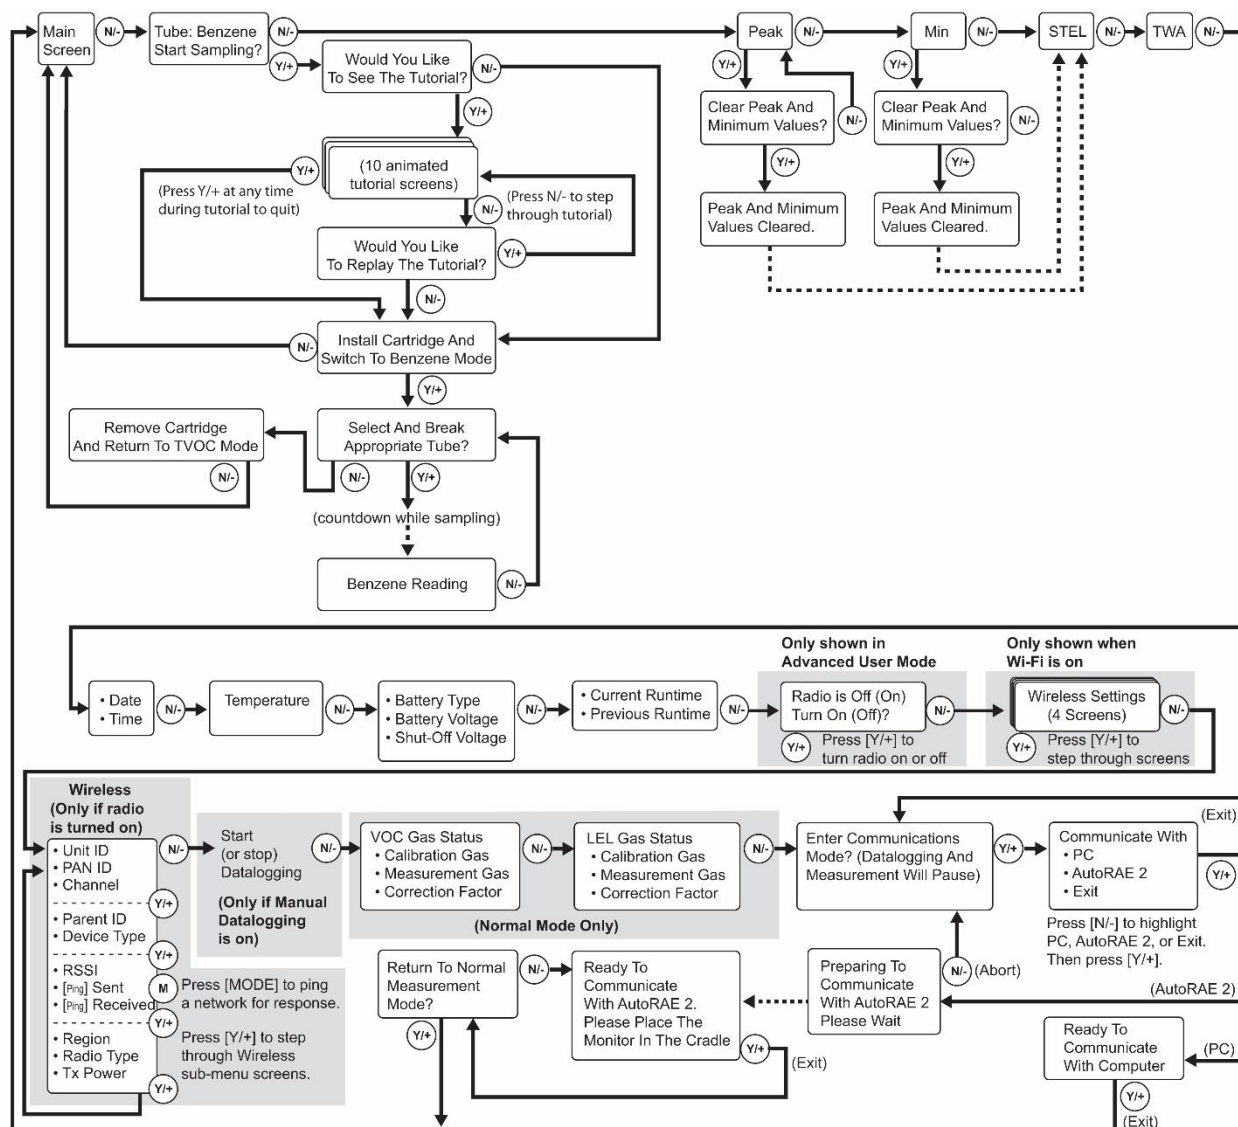 Main
Screen
N/-
Tube: Benzene
Start Sampling?
N/-
Y/+
Would You Like
To See The Tutorial?
N/-
Y/+
(10 animated
tutorial screens)
Y/+
(Press Y/+ at any time
during tutorial to quit)
N/-
(Press N/- to step
through tutorial)
Would You Like
To Replay The Tutorial?
Y/+
N/-
Install Cartridge And
Switch To Benzene Mode
N/-
Y/+
Select And Break
Appropriate Tube?
N/-
Y/+
Remove Cartridge
And Return To TVOC Mode
N/-
(countdown while sampling)
Benzene Reading
N/-
Peak
N/-
Y/+
Clear Peak And
Minimum Values?
N/-
Y/+
Peak And Minimum
Values Cleared.
Min
N/-
Y/+
Clear Peak And
Minimum Values?
N/-
Y/+
Peak And Minimum
Values Cleared.
STEL
N/-
TWA
N/-
• Date
• Time
N/-
Temperature
N/-
• Battery Type
• Battery Voltage
• Shut-Off Voltage
N/-
• Current Runtime
• Previous Runtime
N/-
Only shown in
Advanced User Mode
Radio is Off (On)
Turn On (Off)?
N/-
Y/+
Press [Y/+] to
turn radio on or off
Only shown when
Wi-Fi is on
Wireless Settings
(4 Screens)
N/-
Y/+
Press [Y/+] to
step through screens
Wireless
(Only if radio
is turned on)
• Unit ID
• PAN ID
• Channel
N/-
Y/+
• Parent ID
• Device Type
Y/+
• RSSI
• [Ping] Sent
• [Ping] Received
M
Press [MODE] to ping
a network for response.
Y/+
• Region
• Radio Type
• Tx Power
Y/+
Press [Y/+] to step
through Wireless
sub-menu screens.
Start
(or stop)
Datalogging
(Only if Manual
Datalogging
is on)
N/-
VOC Gas Status
• Calibration Gas
• Measurement Gas
• Correction Factor
N/-
LEL Gas Status
• Calibration Gas
• Measurement Gas
• Correction Factor
N/-
(Normal Mode Only)
Enter Communications
Mode? (Datalogging And
Measurement Will Pause)
Y/+
Communicate With
• PC
• AutoRAE 2
• Exit
(Exit)
Y/+
Press [N/-] to highlight
PC, AutoRAE 2, or Exit.
Then press [Y/+].
(AutoRAE 2)
Preparing To
Communicate
With AutoRAE 2
Please Wait
N/-
(Abort)
Ready To
Communicate
With AutoRAE 2.
Please Place The
Monitor In The Cradle
Y/+
(Exit)
Return To Normal
Measurement
Mode?
N/-
Y/+
Ready To
Communicate
With Computer
(PC)
Y/+
(Exit)